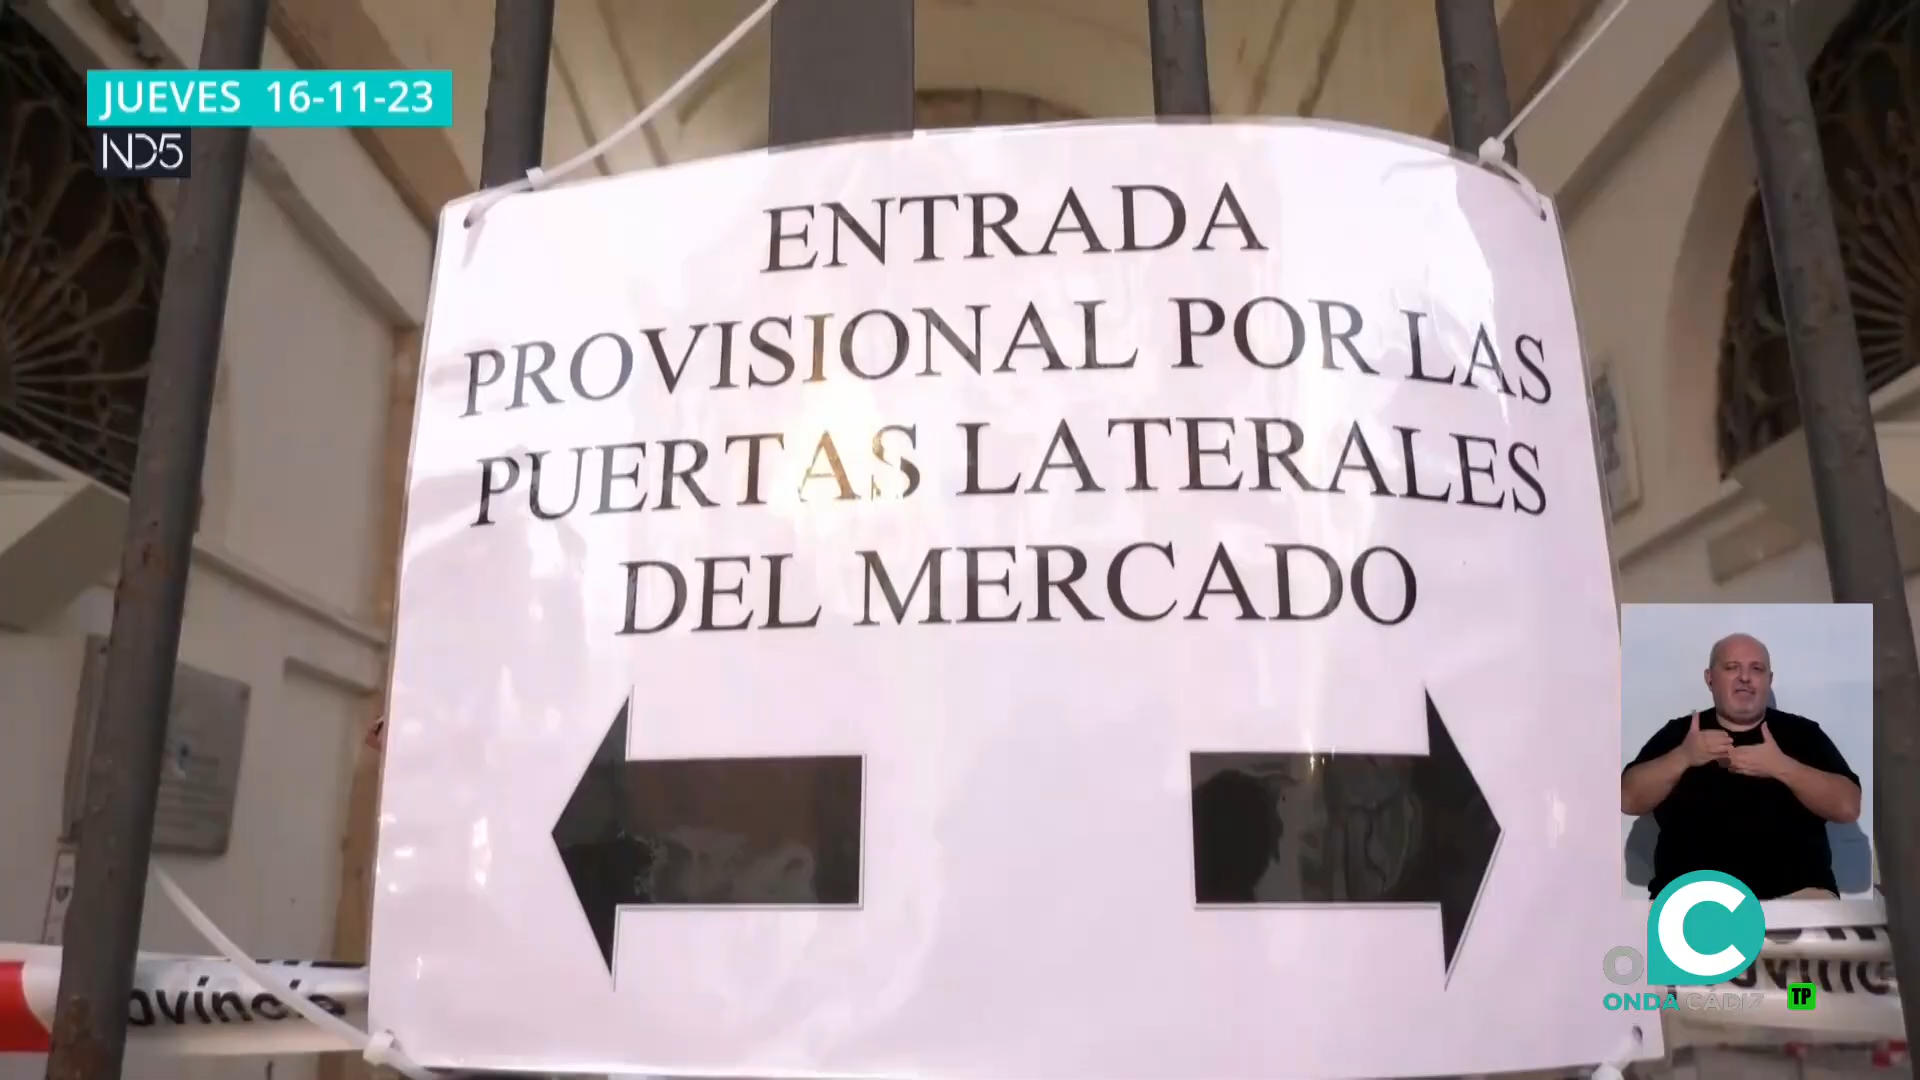 JUEVES 16-11-23
ND5
ENTRADA
PROVISIONAL POR LAS
PUERTAS LATERALES
DEL MERCADO
ONDA CADIZ
TP